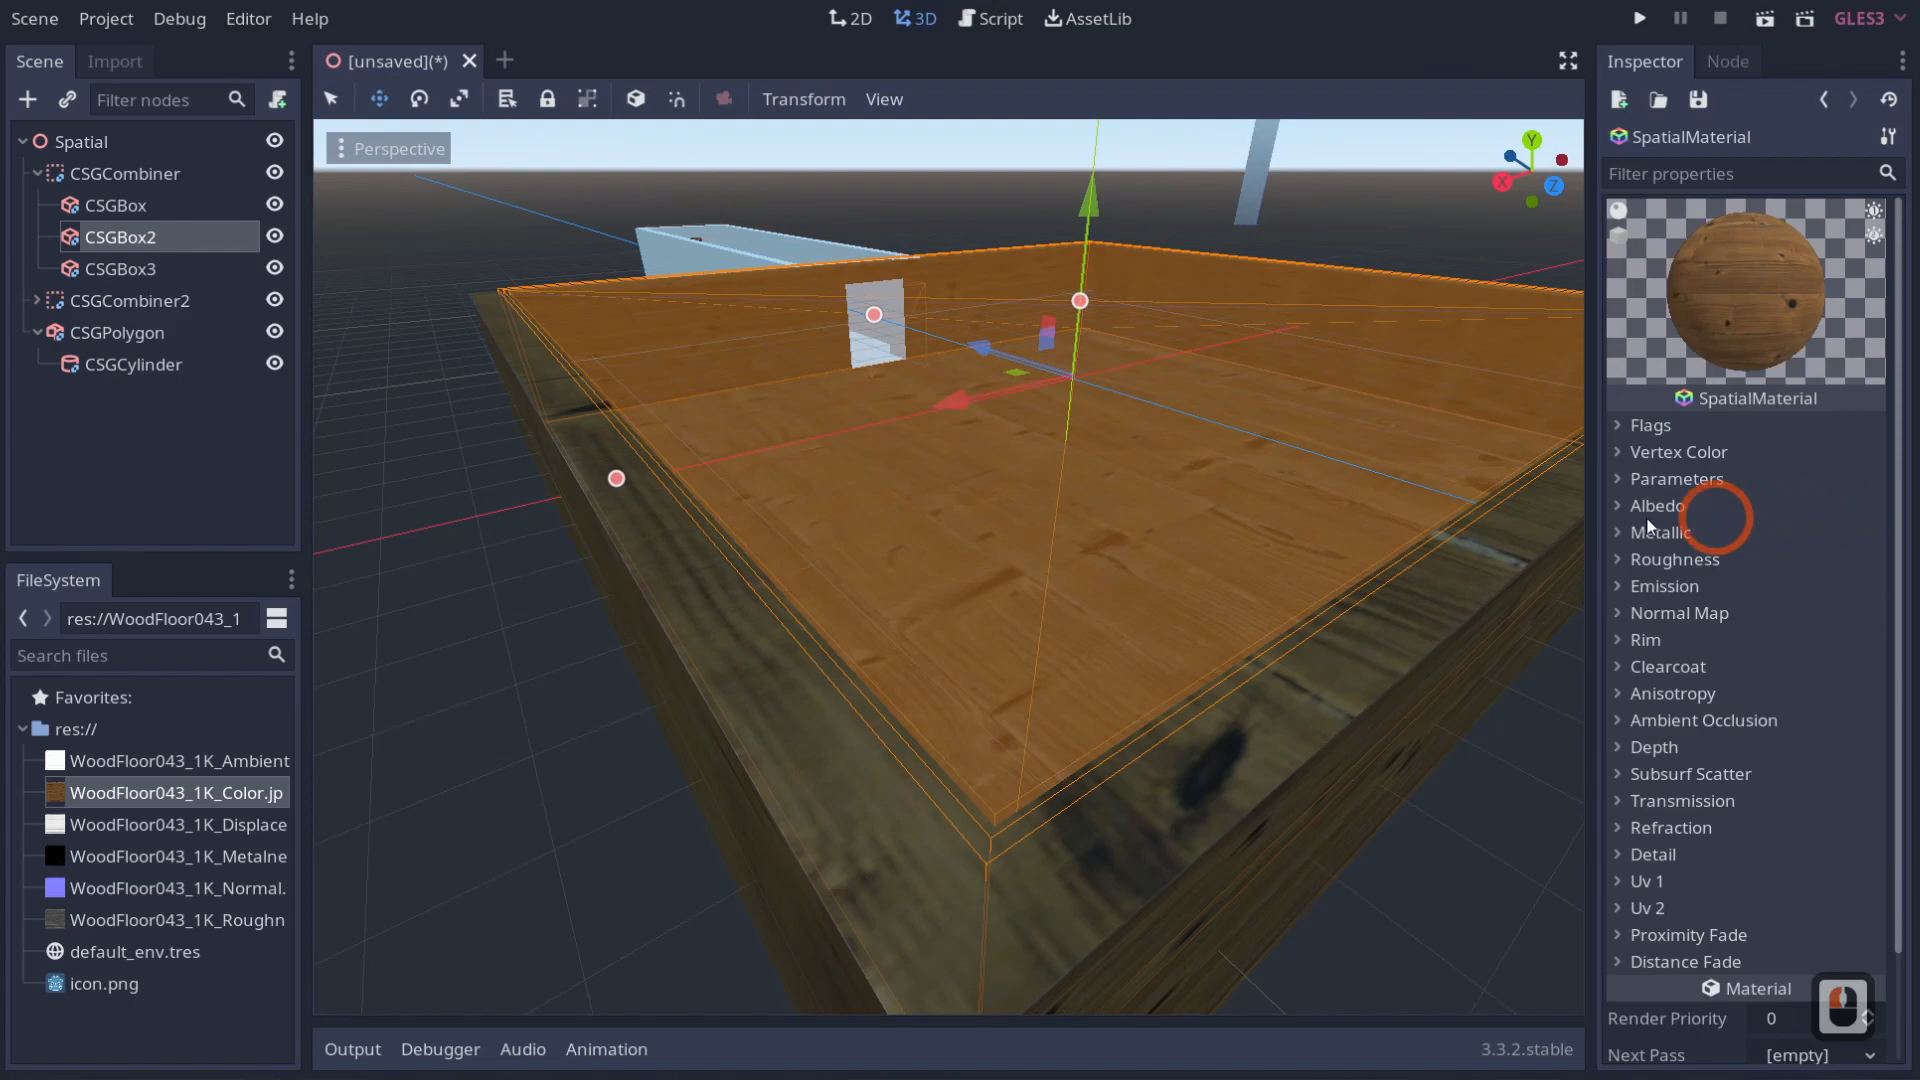 Scene Project Debug Editor Help
2D 3D Script AssetLib
GLES3
Scene Import
Filter nodes
Spatial
CSGCombiner
CSGBox
CSGBox2
CSGBox3
CSGCombiner2
CSGPolygon
CSGCylinder
FileSystem
res://WoodFloor043_1
Search files
Favorites:
res://
WoodFloor043_1K_Ambient
WoodFloor043_1K_Color.jp
WoodFloor043_1K_Displace
WoodFloor043_1K_Metalne
WoodFloor043_1K_Normal.
WoodFloor043_1K_Roughn
default_env.tres
icon.png
[unsaved](*)
Transform View
Perspective
Y
X
Z
Output Debugger Audio Animation
3.3.2.stable
Inspector Node
SpatialMaterial
Filter properties
SpatialMaterial
Flags
Vertex Color
Parameters
Albedo
Metallic
Roughness
Emission
Normal Map
Rim
Clearcoat
Anisotropy
Ambient Occlusion
Depth
Subsurf Scatter
Transmission
Refraction
Detail
Uv 1
Uv 2
Proximity Fade
Distance Fade
Material
Render Priority 0
Next Pass [empty]